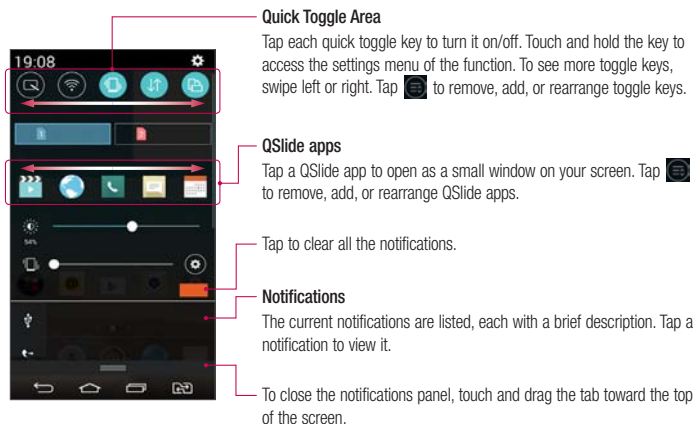 Quick Toggle Area
Tap each quick toggle key to turn it on/off. Touch and hold the key to
access the settings menu of the function. To see more toggle keys,
swipe left or right. Tap to remove, add, or rearrange toggle keys.
19:08
QSlide apps
Tap a QSlide app to open as a small window on your screen. Tap
to remove, add, or rearrange QSlide apps.
54%
Tap to clear all the notifications.
Notifications
The current notifications are listed, each with a brief description. Tap a
notification to view it.
To close the notifications panel, touch and drag the tab toward the top
of the screen.